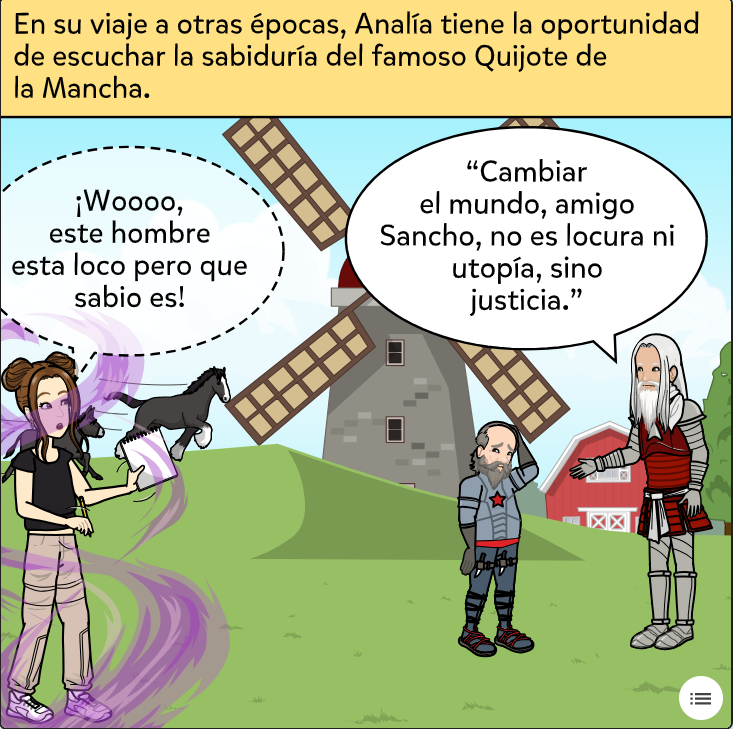 En su viaje a otras épocas, Analía tiene la oportunidad
de escuchar la sabiduría del famoso Quijote de
la Mancha.
¡Woooo,
este hombre
esta loco pero que
sabio es!
“Cambiar
el mundo, amigo
Sancho, no es locura ni
utopía, sino
justicia.”